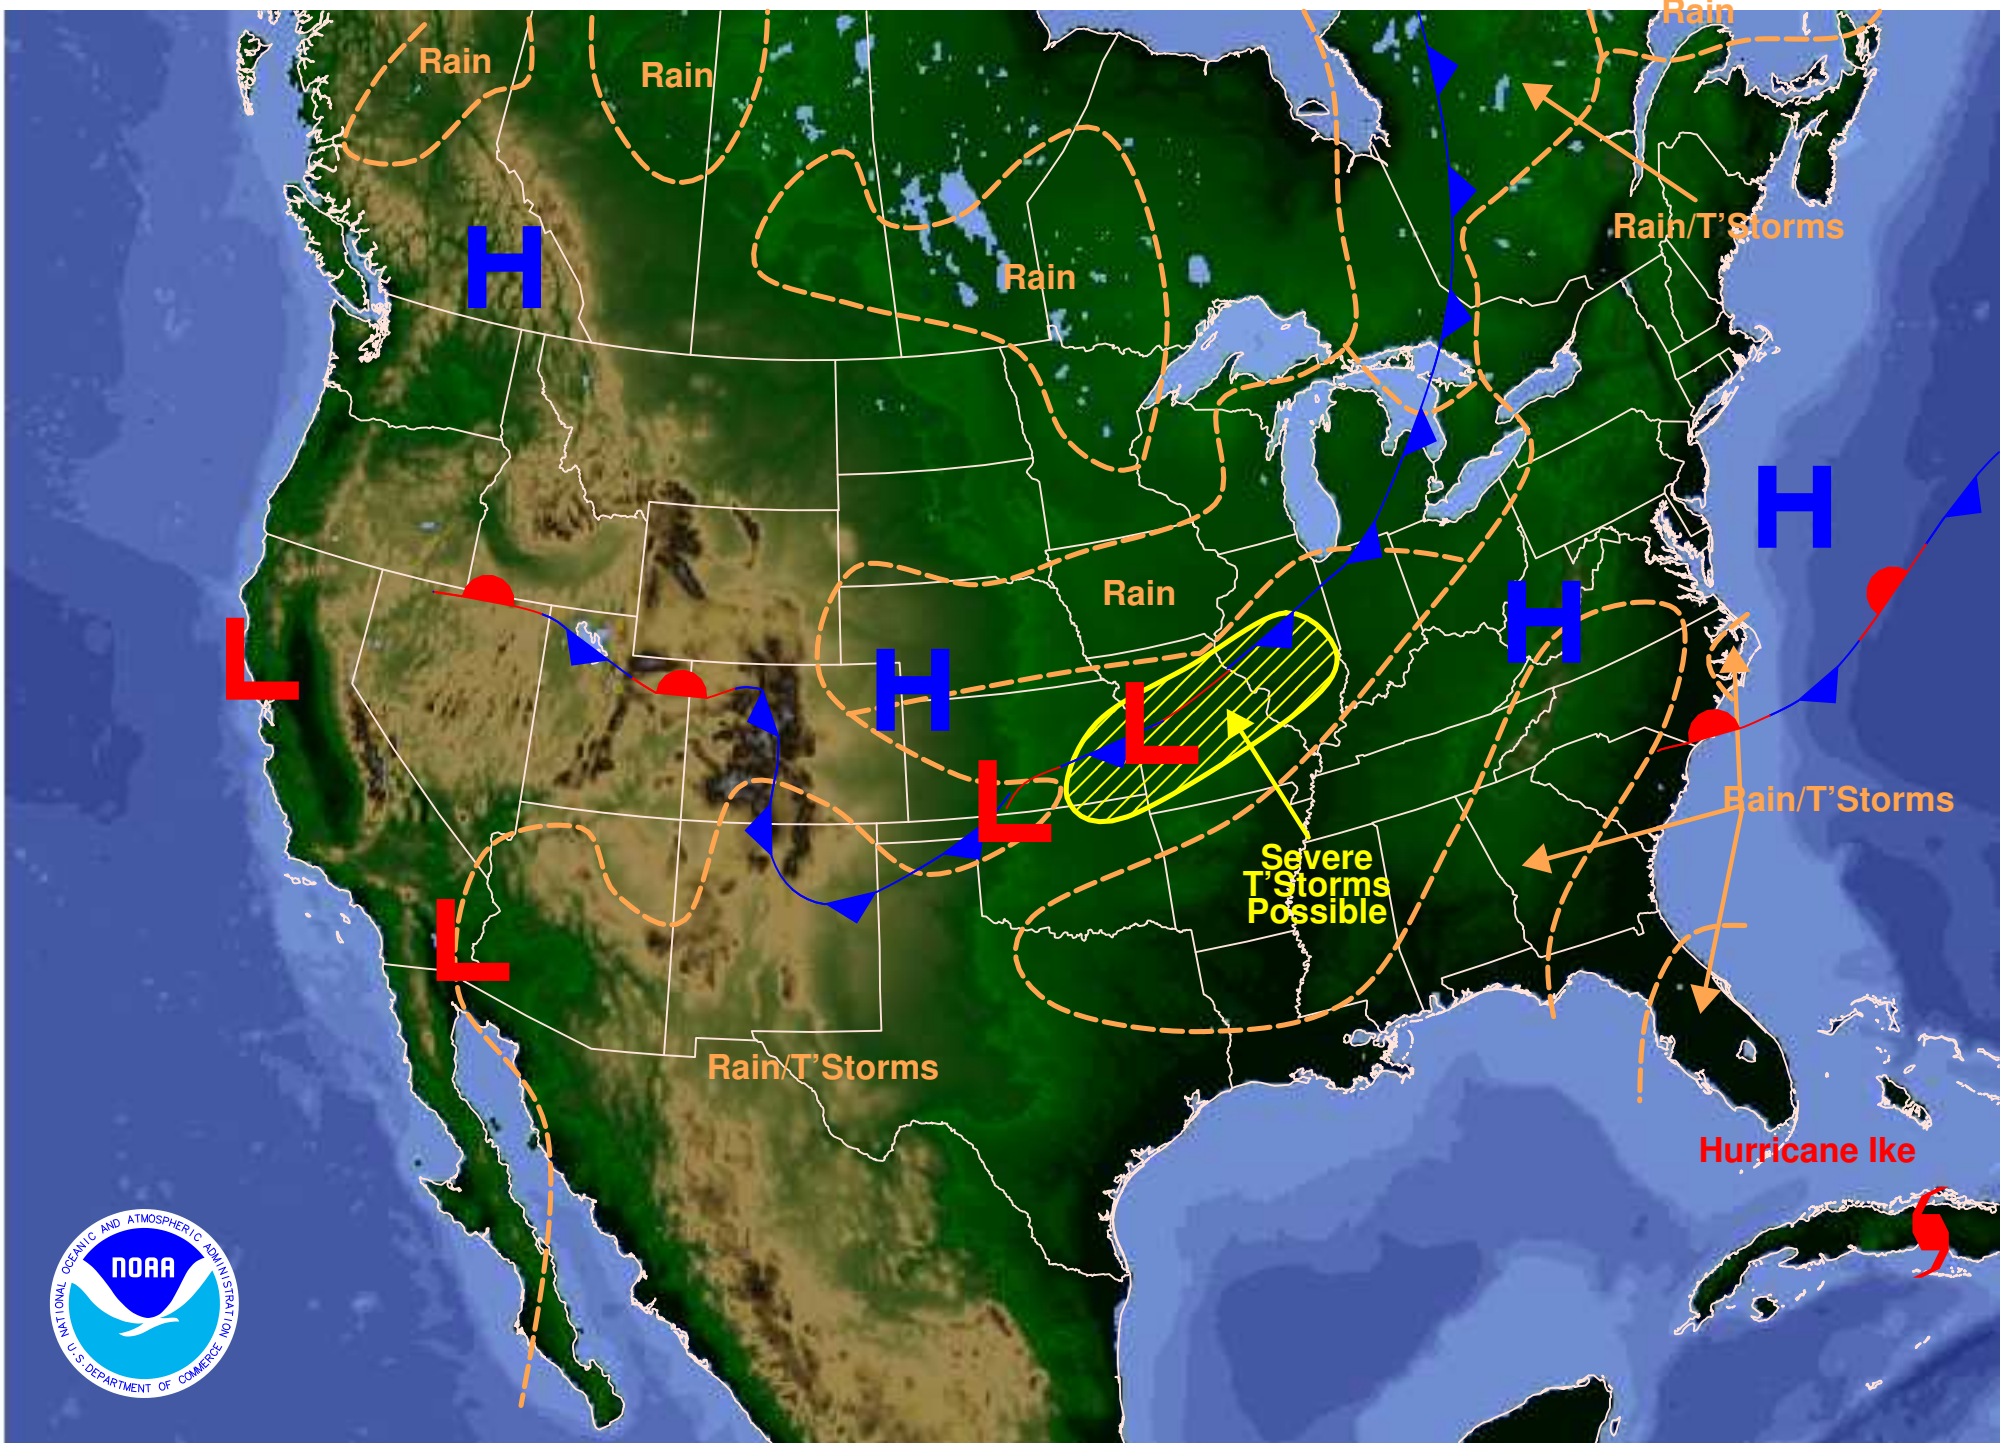 Rain
Rain
Rain
Rain/T'Storms
H
Rain
H
Rain
H
L
H
L
Rain/T'Storms
L
Severe
T'Storms
Possible
L
Rain/T'Storms
Hurricane Ike
NATIONAL OCEANIC AND ATMOSPHERIC ADMINISTRATION
NOAA
U.S. DEPARTMENT OF COMMERCE